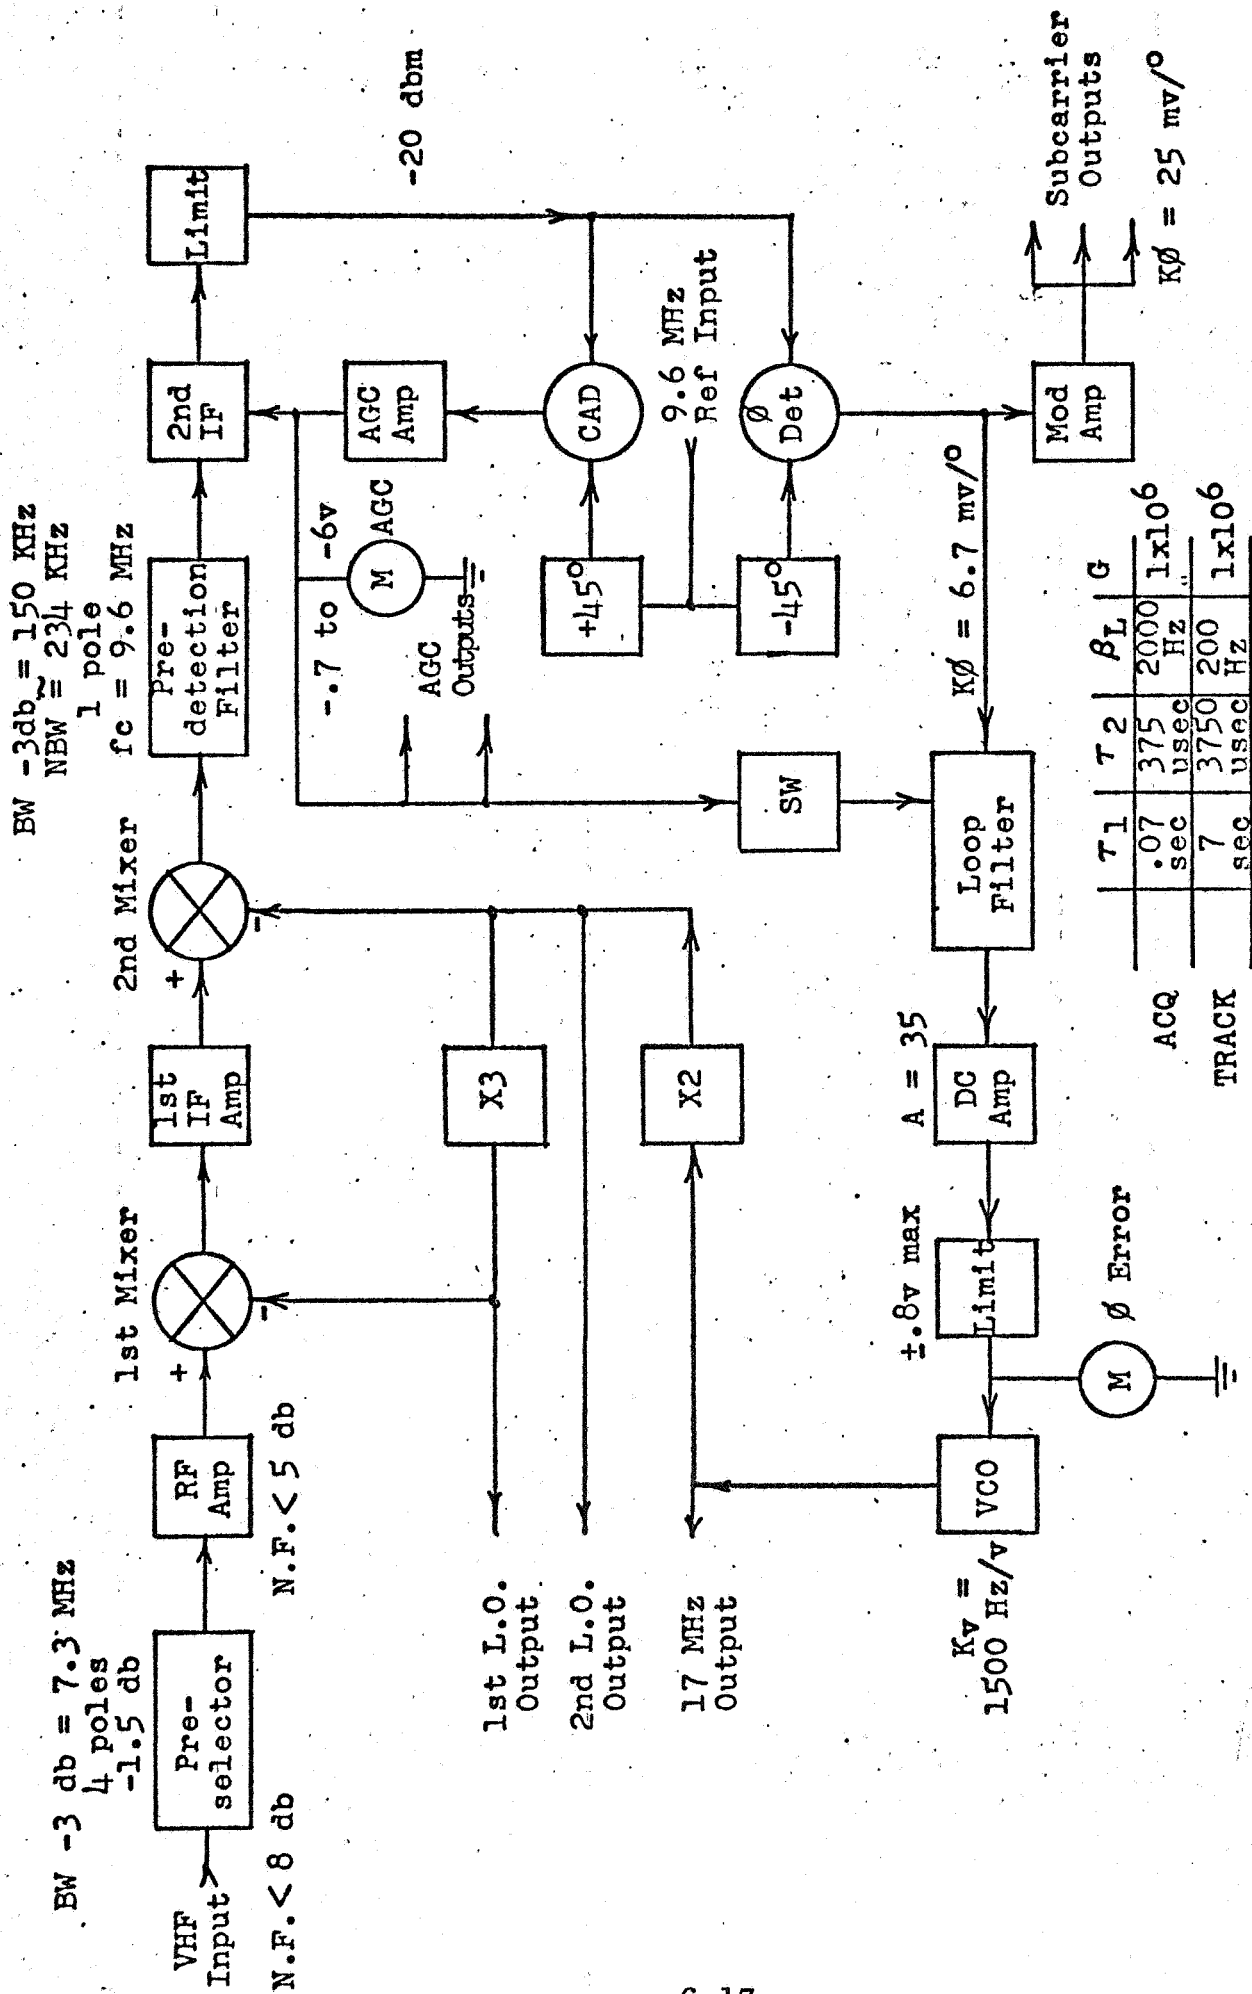 BW -3 db = 7.3 MHz
4 poles
-1.5 db
VHF
Input
Pre-
selector
N.F. < 8 db
RF
Amp
N.F. < 5 db
1st Mixer
+
-
1st
IF
Amp
2nd Mixer
+
-
BW -3db = 150 KHz
NBW ≅ 234 KHz
1 pole
fc = 9.6 MHz
Pre-
detection
Filter
2nd
IF
Limit
-20 dbm
-.7 to -6v
M
AGC
AGC
Amp
AGC
Outputs
CAD
+45°
9.6 MHz
Ref Input
-45°
Ø
Det
X3
X2
SW
1st L.O.
Output
2nd L.O.
Output
17 MHz
Output
KØ = 6.7 mv/°
Mod
Amp
Subcarrier
Outputs
KØ = 25 mv/°
Kv =
1500 Hz/v
VCO
±.8v max
Limit
M
Ø Error
A = 35
DC
Amp
Loop
Filter
τ1 τ2 βL G
ACQ .07 sec 375 usec 2000 Hz 1x10⁶
TRACK 7 sec 3750 usec 200 Hz 1x10⁶